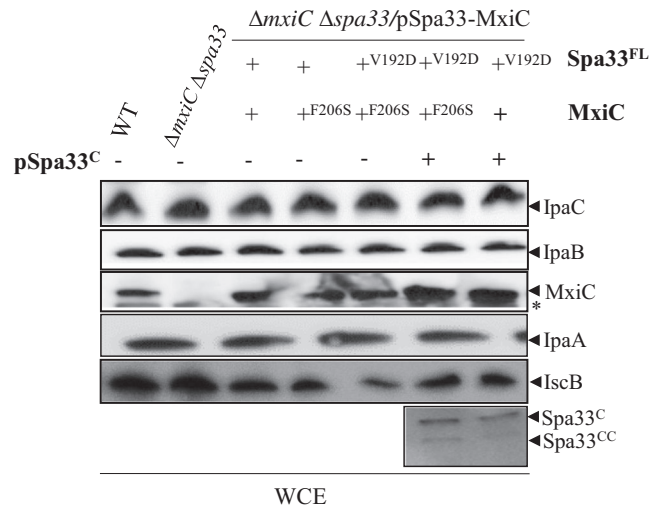 ΔmxiC Δspa33/pSpa33-MxiC
WT
ΔmxiC Δspa33
+ + +V192D +V192D +V192D Spa33FL
+ +F206S +F206S +F206S + MxiC
pSpa33C - - - - - + +
IpaC
IpaB
MxiC
*
IpaA
IscB
Spa33C
Spa33CC
WCE